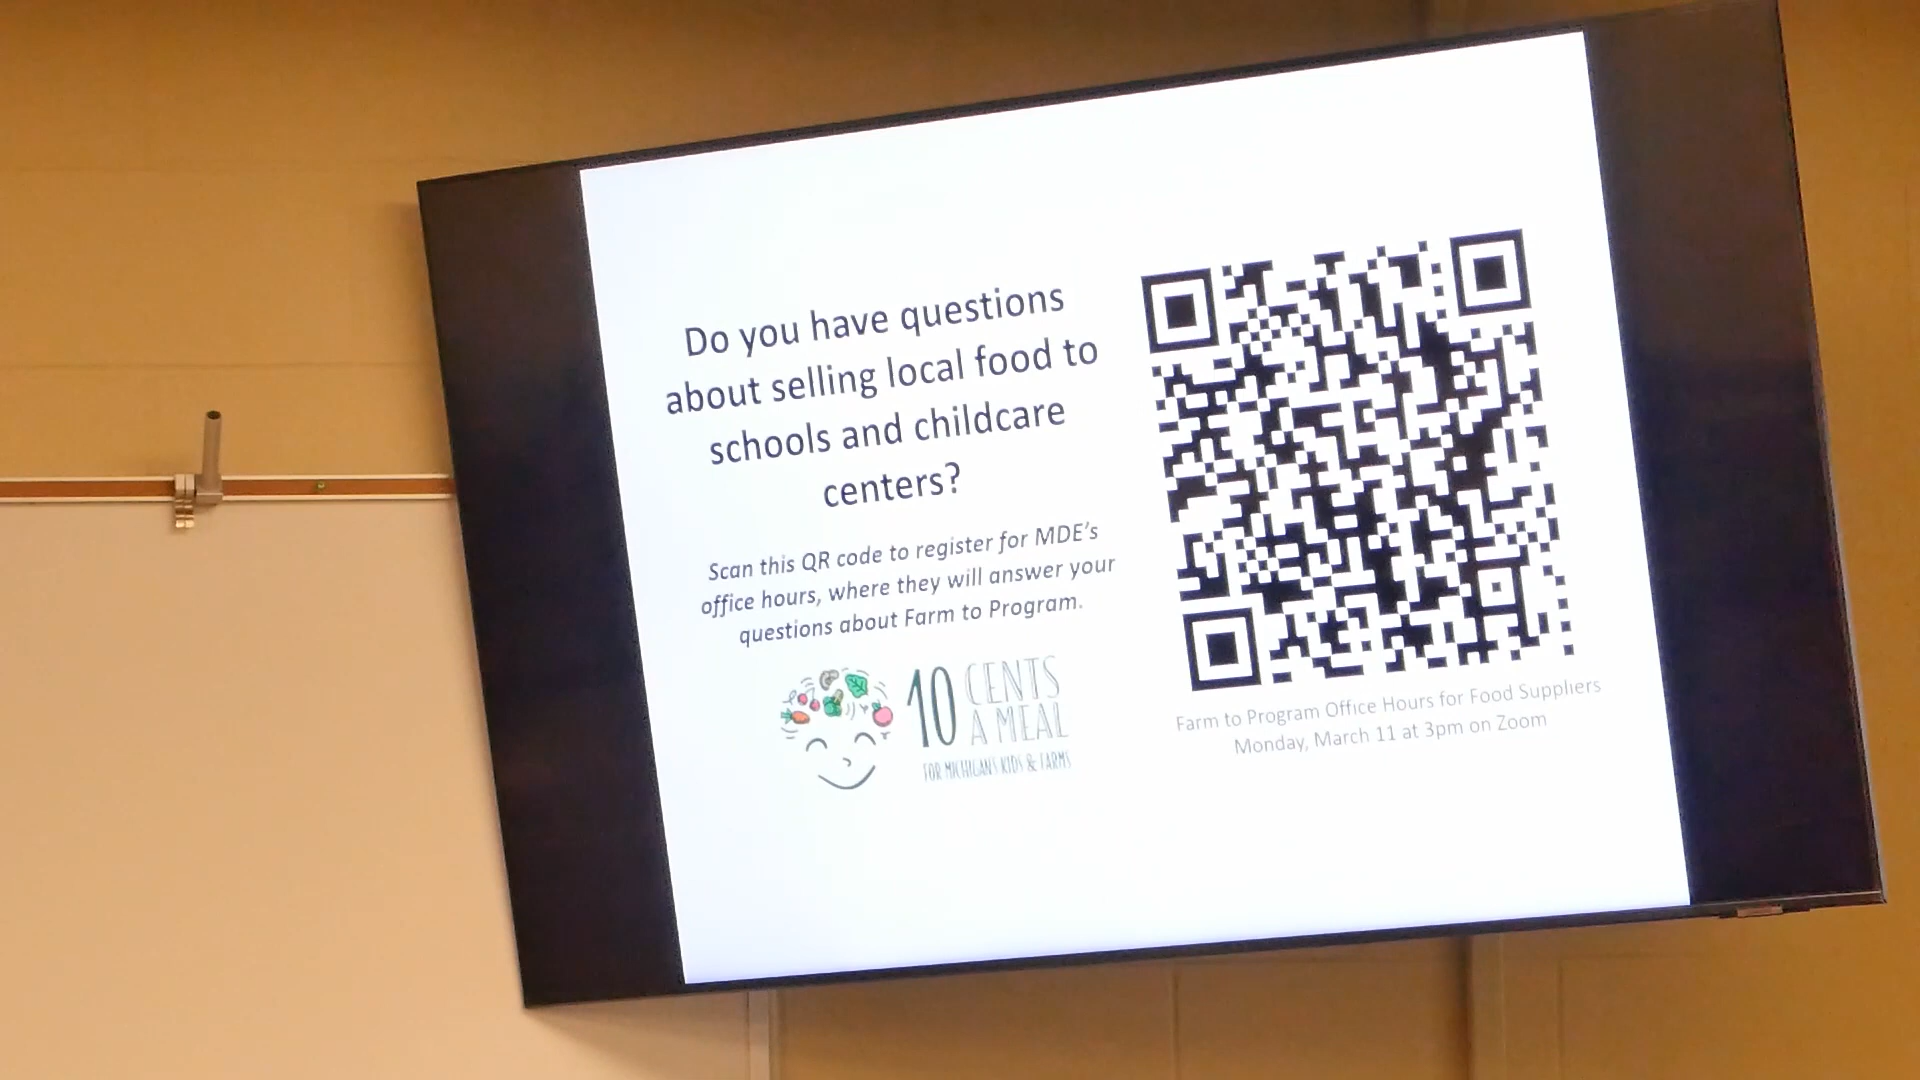 Do you have questions
about selling local food to
schools and childcare
centers?
Scan this QR code to register for MDE's
office hours, where they will answer your
questions about Farm to Program.
10 CENTS
A MEAL
FOR MICHIGAN'S KIDS & FARMS
Farm to Program Office Hours for Food Suppliers
Monday, March 11 at 3pm on Zoom